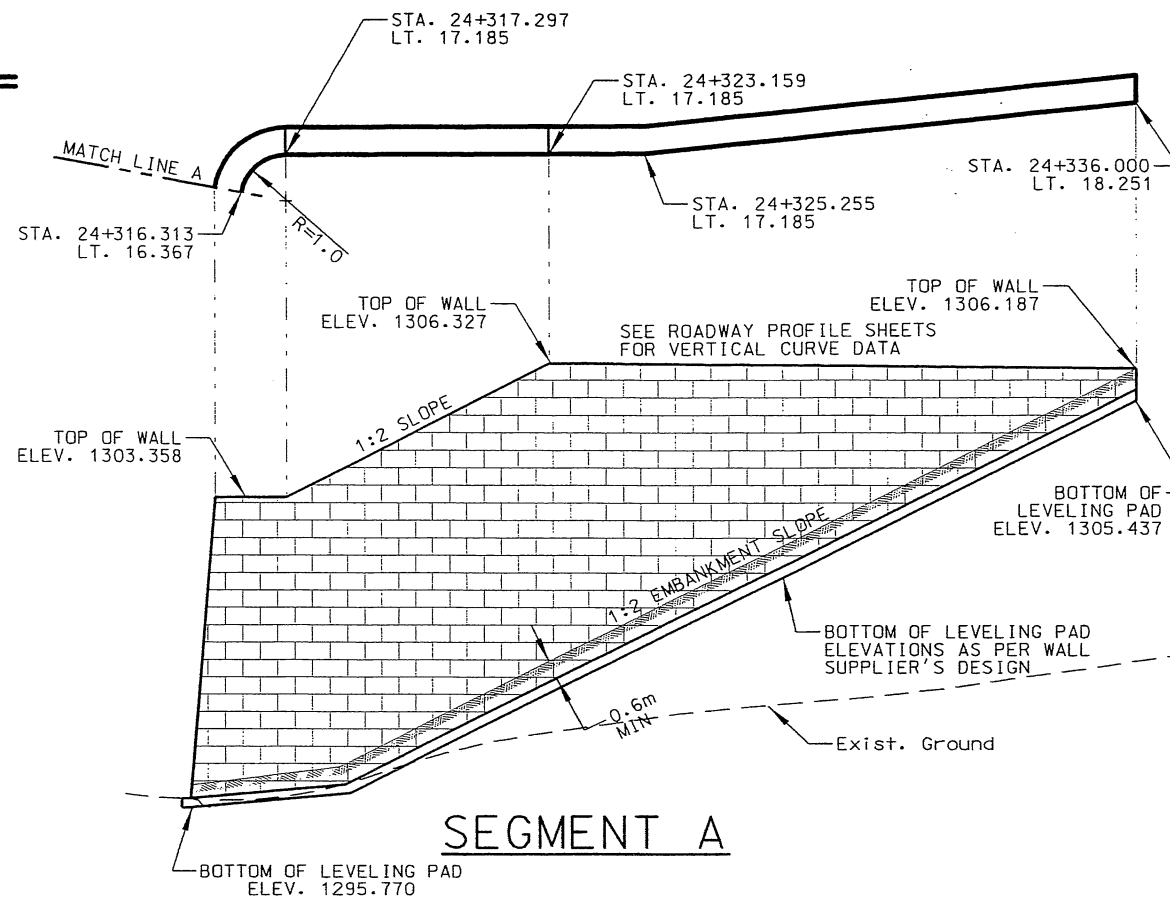 STA. 24+317.297
LT. 17.185
STA. 24+323.159
LT. 17.185
MATCH LINE A
STA. 24+336.000
LT. 18.251
STA. 24+325.255
LT. 17.185
STA. 24+316.313
LT. 16.367
R=1.0
TOP OF WALL
ELEV. 1306.327
TOP OF WALL
ELEV. 1306.187
SEE ROADWAY PROFILE SHEETS
FOR VERTICAL CURVE DATA
1:2 SLOPE
TOP OF WALL
ELEV. 1303.358
BOTTOM OF
LEVELING PAD
ELEV. 1305.437
1:2 EMBANKMENT SLOPE
BOTTOM OF LEVELING PAD
ELEVATIONS AS PER WALL
SUPPLIER'S DESIGN
0.6m
MIN
Exist. Ground
SEGMENT A
BOTTOM OF LEVELING PAD
ELEV. 1295.770